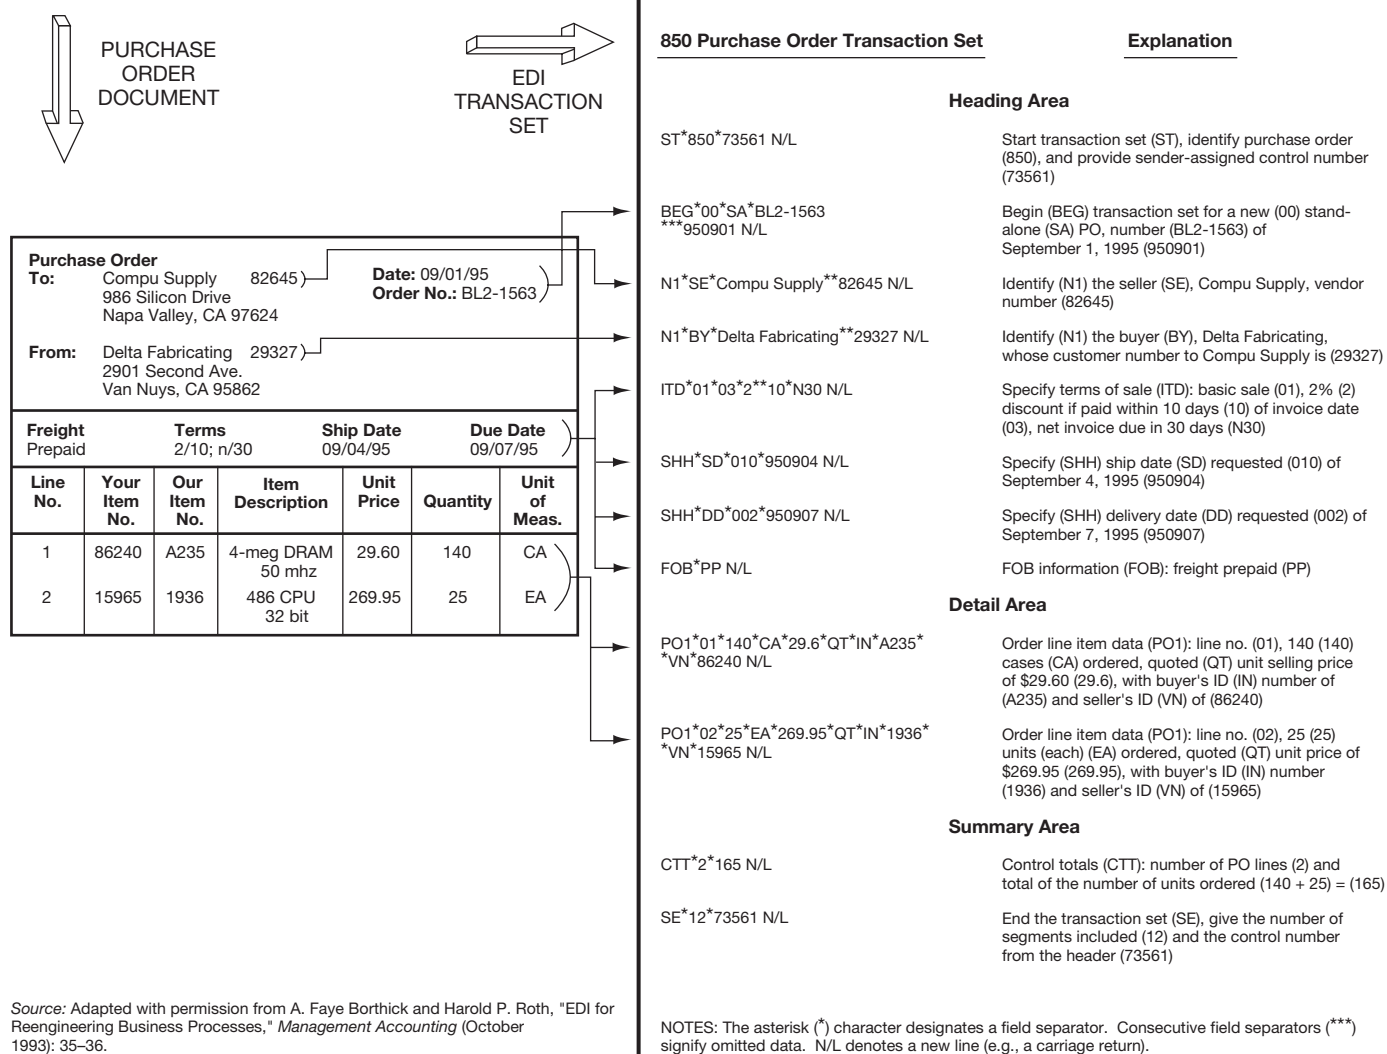 PURCHASE
ORDER
DOCUMENT
EDI
TRANSACTION
SET
Purchase Order
To: Compu Supply 82645
986 Silicon Drive
Napa Valley, CA 97624
Date: 09/01/95
Order No.: BL2-1563
From: Delta Fabricating 29327
2901 Second Ave.
Van Nuys, CA 95862
Freight Terms Ship Date Due Date
Prepaid 2/10; n/30 09/04/95 09/07/95
Line No. Your Item No. Our Item No. Item Description Unit Price Quantity Unit of Meas.
1 86240 A235 4-meg DRAM 29.60 140 CA
50 mhz
2 15965 1936 486 CPU 269.95 25 EA
32 bit
Source: Adapted with permission from A. Faye Borthick and Harold P. Roth, "EDI for
Reengineering Business Processes," Management Accounting (October
1993): 35–36.
850 Purchase Order Transaction Set Explanation
Heading Area
ST*850*73561 N/L
Start transaction set (ST), identify purchase order
(850), and provide sender-assigned control number
(73561)
BEG*00*SA*BL2-1563
***950901 N/L
Begin (BEG) transaction set for a new (00) stand-
alone (SA) PO, number (BL2-1563) of
September 1, 1995 (950901)
N1*SE*Compu Supply**82645 N/L
Identify (N1) the seller (SE), Compu Supply, vendor
number (82645)
N1*BY*Delta Fabricating**29327 N/L
Identify (N1) the buyer (BY), Delta Fabricating,
whose customer number to Compu Supply is (29327)
ITD*01*03*2**10*N30 N/L
Specify terms of sale (ITD): basic sale (01), 2% (2)
discount if paid within 10 days (10) of invoice date
(03), net invoice due in 30 days (N30)
SHH*SD*010*950904 N/L
Specify (SHH) ship date (SD) requested (010) of
September 4, 1995 (950904)
SHH*DD*002*950907 N/L
Specify (SHH) delivery date (DD) requested (002) of
September 7, 1995 (950907)
FOB*PP N/L
FOB information (FOB): freight prepaid (PP)
Detail Area
PO1*01*140*CA*29.6*QT*IN*A235*
*VN*86240 N/L
Order line item data (PO1): line no. (01), 140 (140)
cases (CA) ordered, quoted (QT) unit selling price
of $29.60 (29.6), with buyer's ID (IN) number of
(A235) and seller's ID (VN) of (86240)
PO1*02*25*EA*269.95*QT*IN*1936*
*VN*15965 N/L
Order line item data (PO1): line no. (02), 25 (25)
units (each) (EA) ordered, quoted (QT) unit price of
$269.95 (269.95), with buyer's ID (IN) number
(1936) and seller's ID (VN) of (15965)
Summary Area
CTT*2*165 N/L
Control totals (CTT): number of PO lines (2) and
total of the number of units ordered (140 + 25) = (165)
SE*12*73561 N/L
End the transaction set (SE), give the number of
segments included (12) and the control number
from the header (73561)
NOTES: The asterisk (*) character designates a field separator. Consecutive field separators (***)
signify omitted data. N/L denotes a new line (e.g., a carriage return).